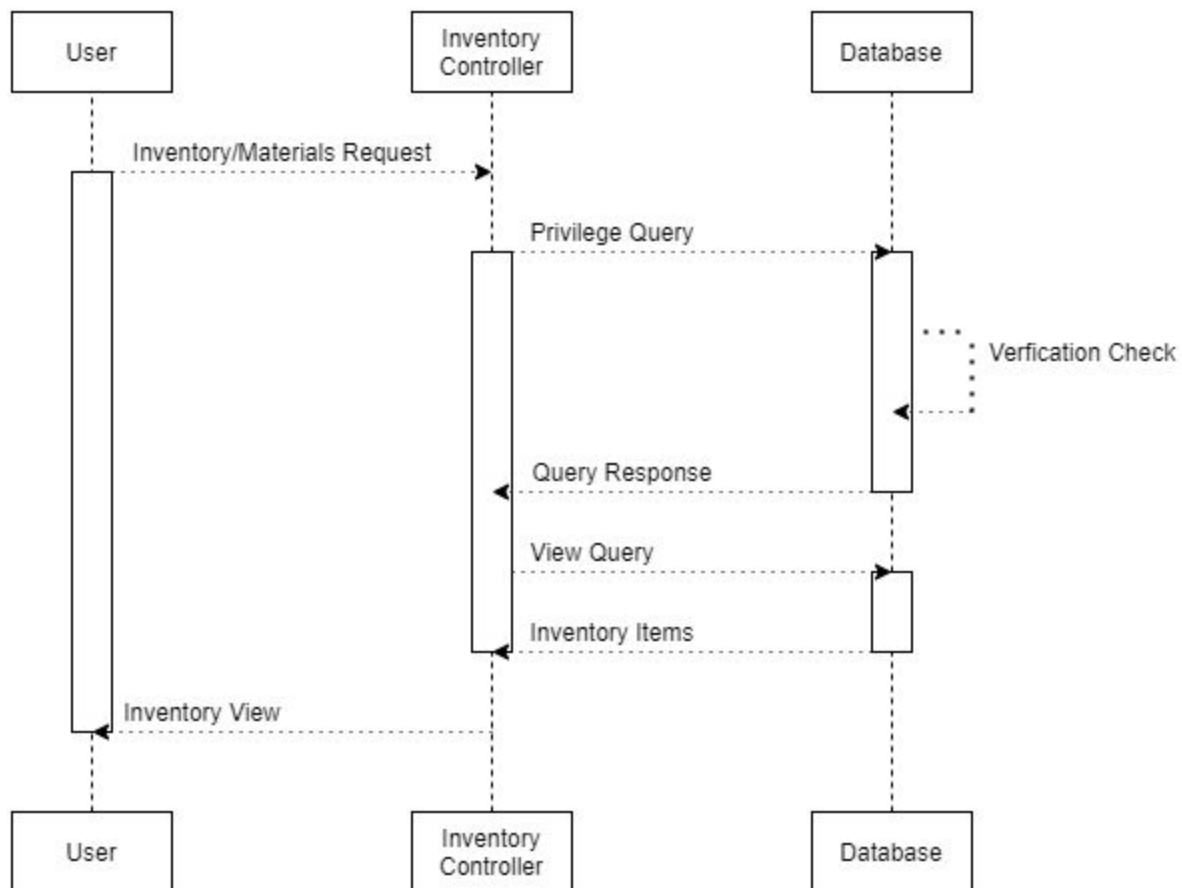 User
Inventory
Controller
Database
Inventory/Materials Request
Privilege Query
Verfication Check
Query Response
View Query
Inventory Items
Inventory View
User
Inventory
Controller
Database